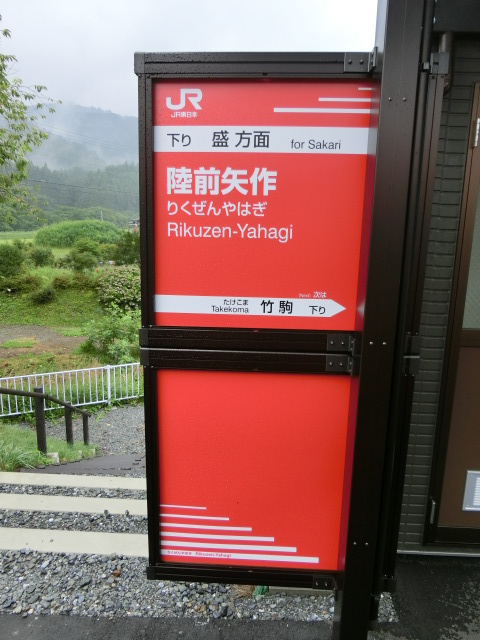 JR
JR東日本
下り 盛方面 for Sakari
陸前矢作
りくぜんやはぎ
Rikuzen-Yahagi
(Next) 次は
たけこま
Takekoma 竹駒 下り
りくぜんやはぎ Rikuzen-Yahagi